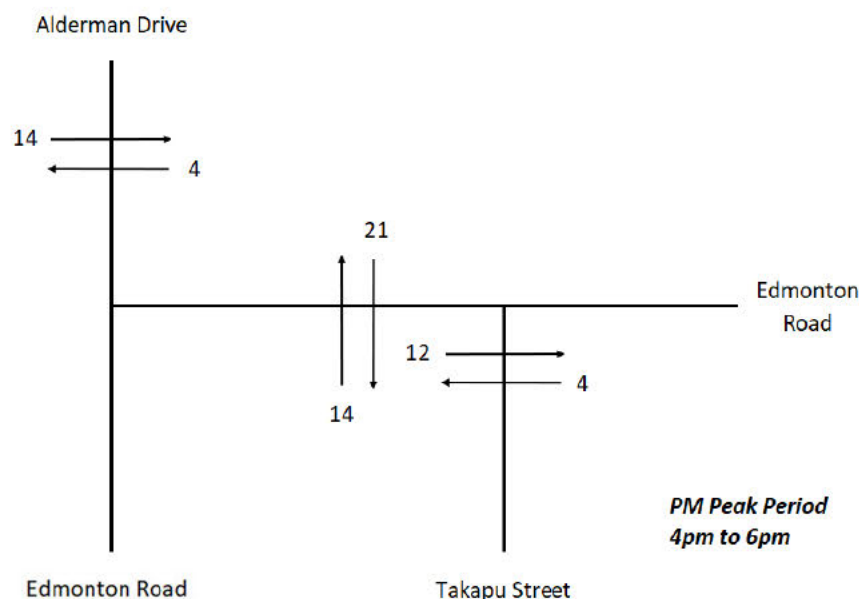 Alderman Drive
14
4
21
Edmonton
Road
12
4
14
PM Peak Period
4pm to 6pm
Edmonton Road
Takapu Street